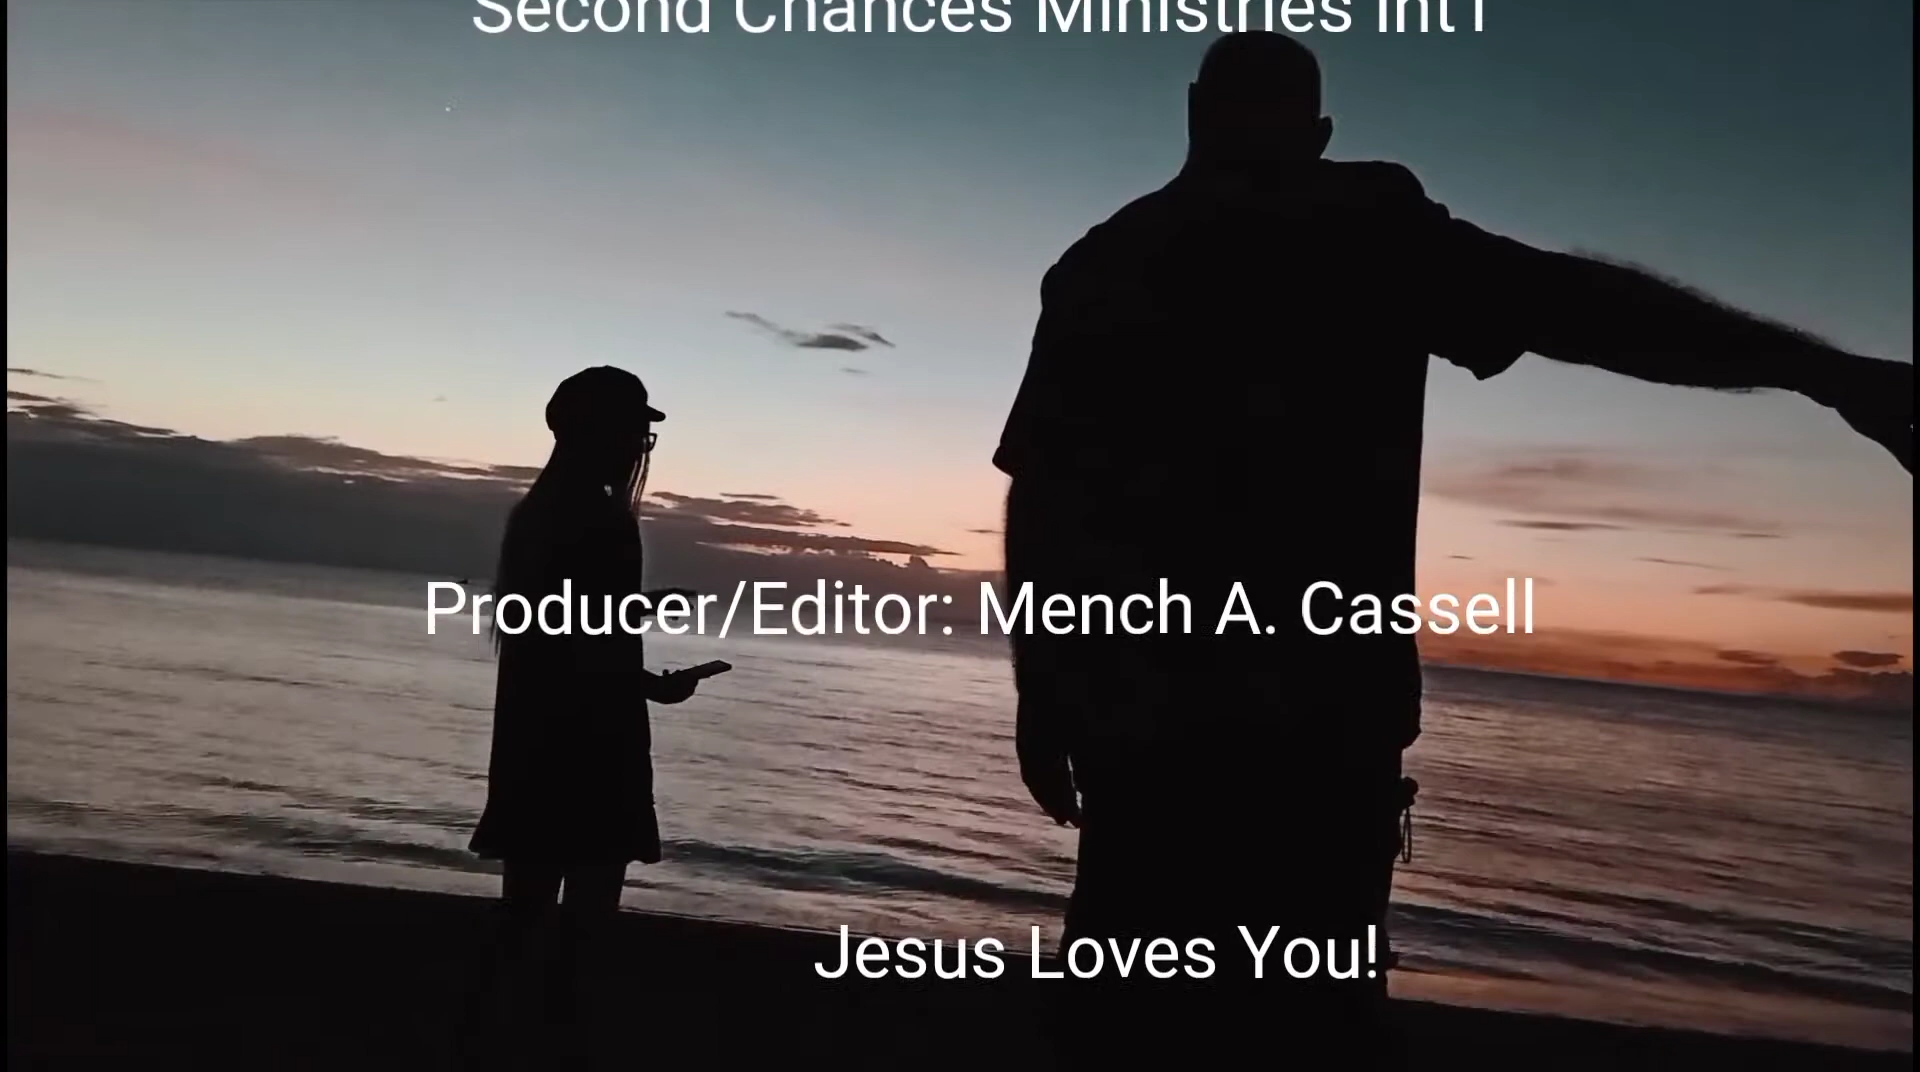 Second Chances Ministries Int'l
Producer/Editor: Mench A. Cassell
Jesus Loves You!